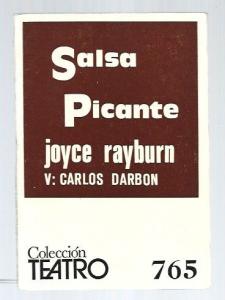 Salsa
Picante
joyce rayburn
V: CARLOS DARBON
Colección
TEATRO 765